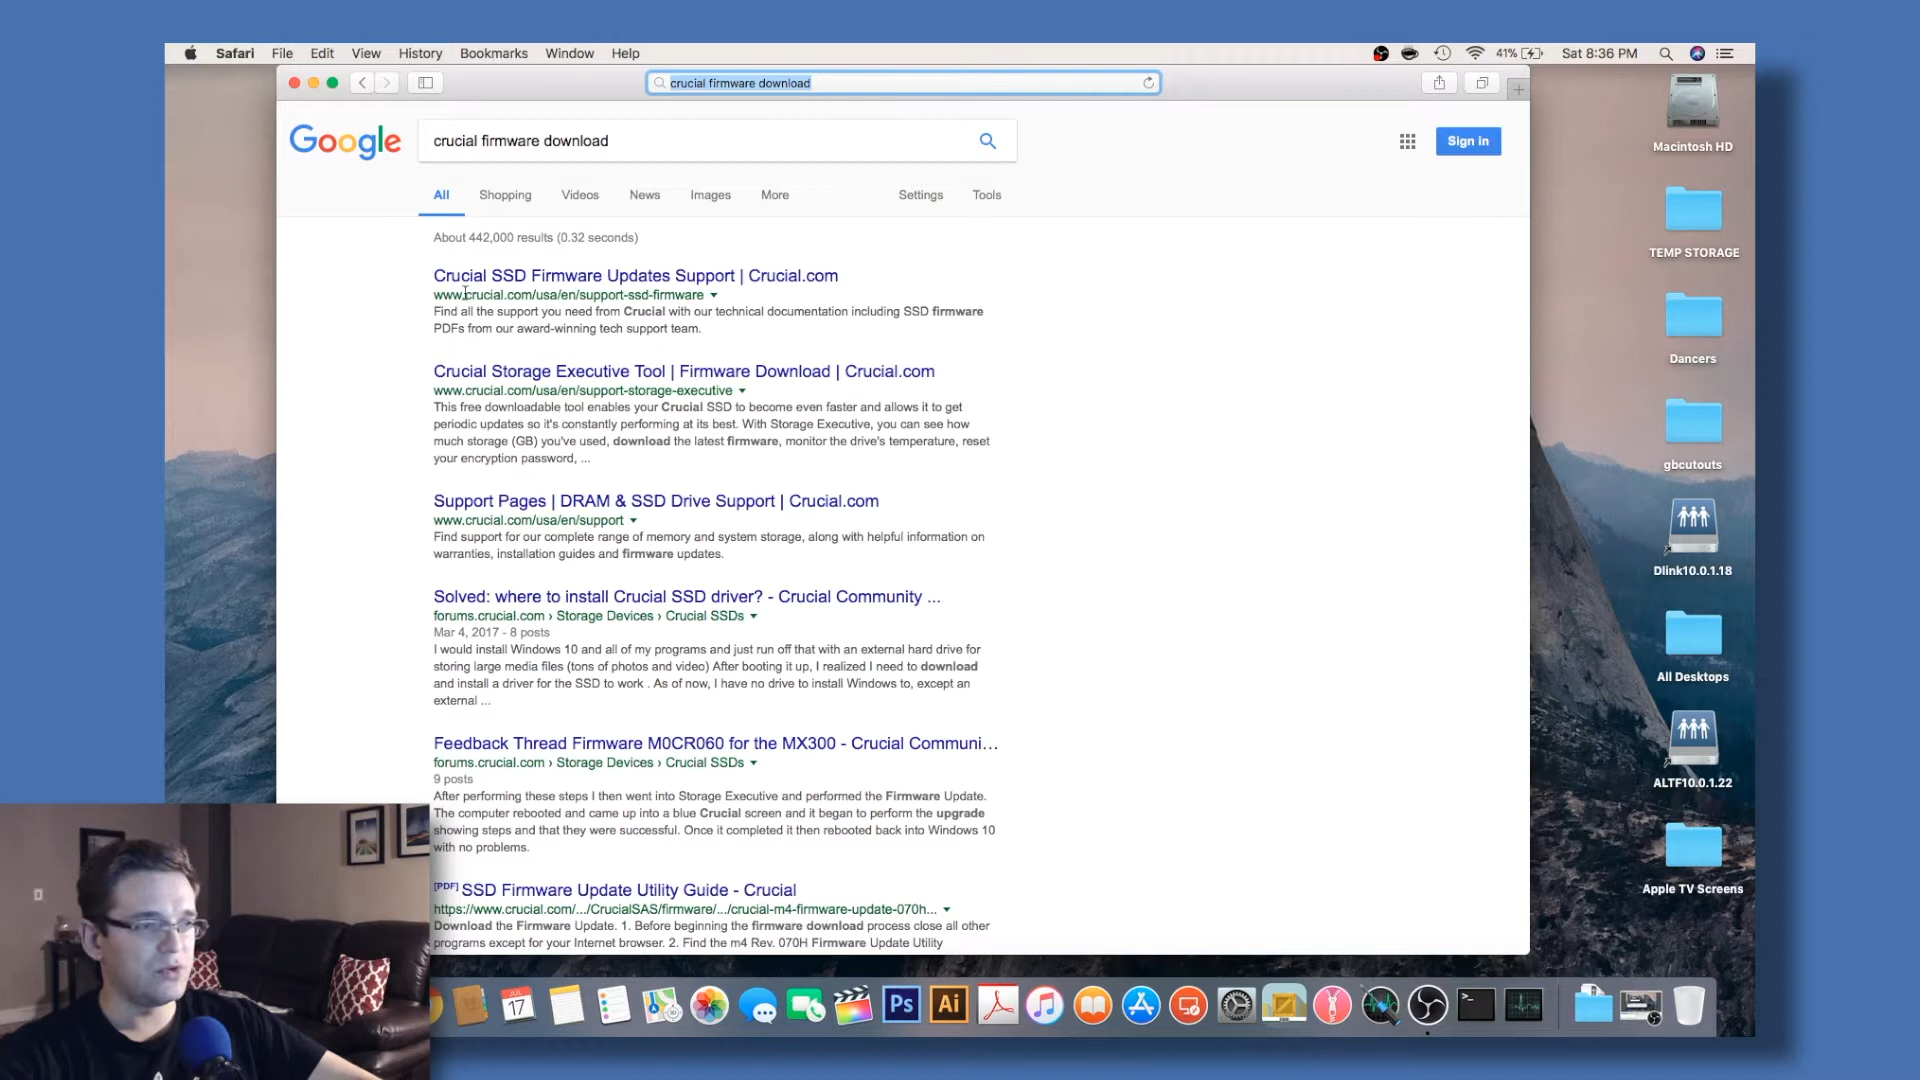 Safari File Edit View History Bookmarks Window Help
41% Sat 8:36 PM
crucial firmware download
Google
crucial firmware download
Sign in
All Shopping Videos News Images More Settings Tools
About 442,000 results (0.32 seconds)
Crucial SSD Firmware Updates Support | Crucial.com
www.crucial.com/usa/en/support-ssd-firmware
Find all the support you need from Crucial with our technical documentation including SSD firmware
PDFs from our award-winning tech support team.
Crucial Storage Executive Tool | Firmware Download | Crucial.com
www.crucial.com/usa/en/support-storage-executive
This free downloadable tool enables your Crucial SSD to become even faster and allows it to get
periodic updates so it's constantly performing at its best. With Storage Executive, you can see how
much storage (GB) you've used, download the latest firmware, monitor the drive's temperature, reset
your encryption password, ...
Support Pages | DRAM & SSD Drive Support | Crucial.com
www.crucial.com/usa/en/support
Find support for our complete range of memory and system storage, along with helpful information on
warranties, installation guides and firmware updates.
Solved: where to install Crucial SSD driver? - Crucial Community ...
forums.crucial.com › Storage Devices › Crucial SSDs
Mar 4, 2017 - 8 posts
I would install Windows 10 and all of my programs and just run off that with an external hard drive for
storing large media files (tons of photos and video) After booting it up, I realized I need to download
and install a driver for the SSD to work . As of now, I have no drive to install Windows to, except an
external ...
Feedback Thread Firmware M0CR060 for the MX300 - Crucial Communi...
forums.crucial.com › Storage Devices › Crucial SSDs
9 posts
After performing these steps I then went into Storage Executive and performed the Firmware Update.
The computer rebooted and came up into a blue Crucial screen and it began to perform the upgrade
showing steps and that they were successful. Once it completed it then rebooted back into Windows 10
with no problems.
[PDF] SSD Firmware Update Utility Guide - Crucial
https://www.crucial.com/.../CrucialSAS/firmware/.../crucial-m4-firmware-update-070h...
Download the Firmware Update. 1. Before beginning the firmware download process close all other
programs except for your Internet browser. 2. Find the m4 Rev. 070H Firmware Update Utility
Macintosh HD
TEMP STORAGE
Dancers
gbcutouts
Dlink10.0.1.18
All Desktops
ALTF10.0.1.22
Apple TV Screens
JUL
17
Ps
Ai